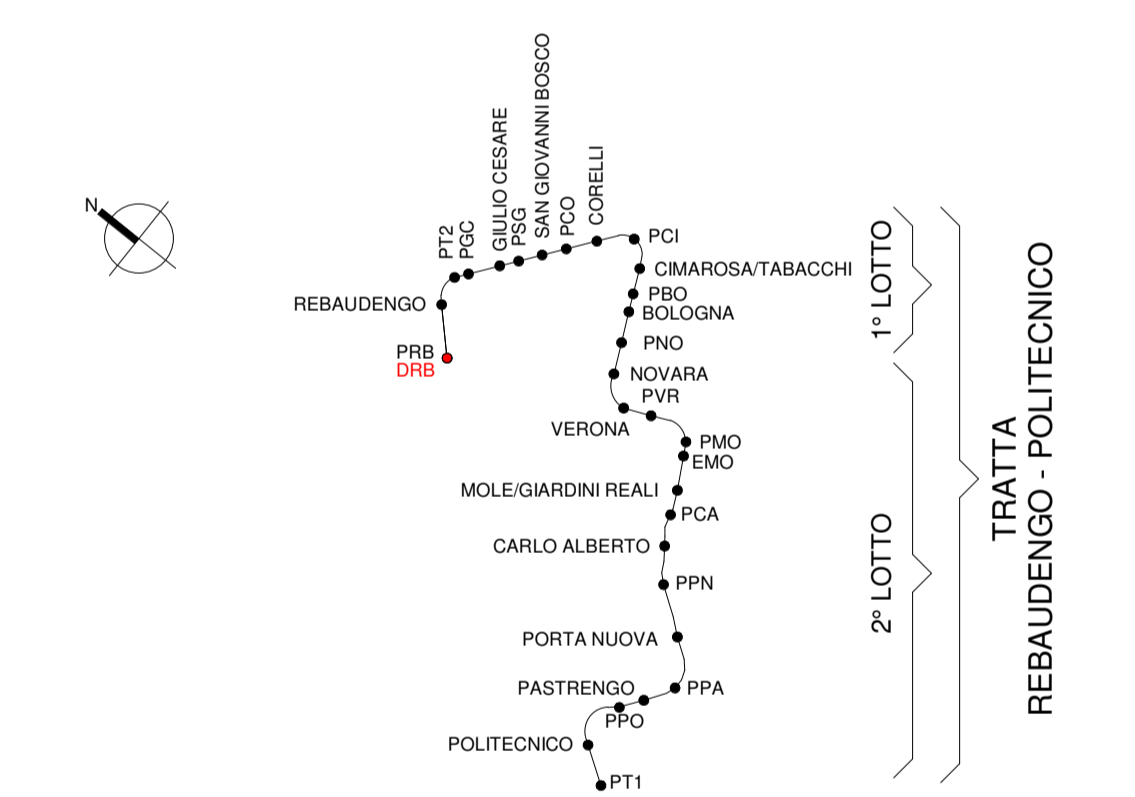 N
PT2
PGC
GIULIO CESARE
PSG
SAN GIOVANNI BOSCO
PCO
CORELLI
PCI
CIMAROSA/TABACCHI
PBO
BOLOGNA
REBAUDENGO
PRB
DRB
PNO
NOVARA
PVR
VERONA
PMO
EMO
MOLE/GIARDINI REALI
PCA
CARLO ALBERTO
PPN
PORTA NUOVA
PASTRENGO
PPA
PPO
POLITECNICO
PT1
1° LOTTO
2° LOTTO
TRATTA
REBAUDENGO - POLITECNICO